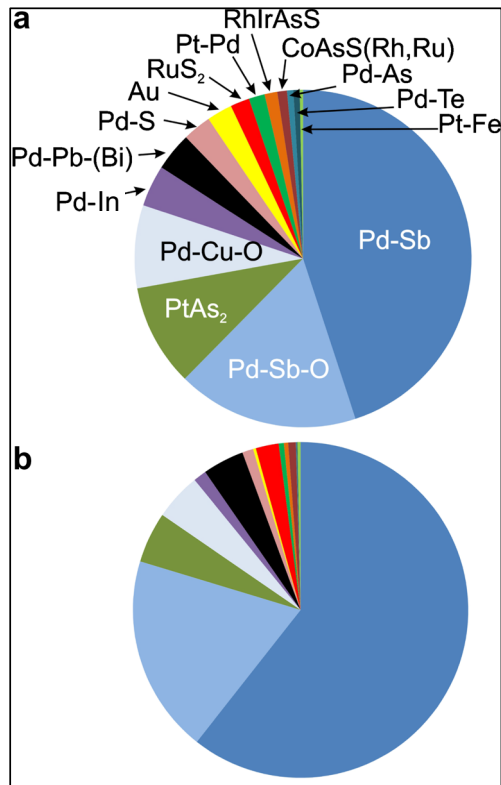 a
RhIrAsS
Pt-Pd
CoAsS(Rh,Ru)
RuS₂
Pd-As
Au
Pd-Te
Pd-S
Pt-Fe
Pd-Pb-(Bi)
Pd-In
Pd-Cu-O
Pd-Sb
PtAs₂
Pd-Sb-O
b